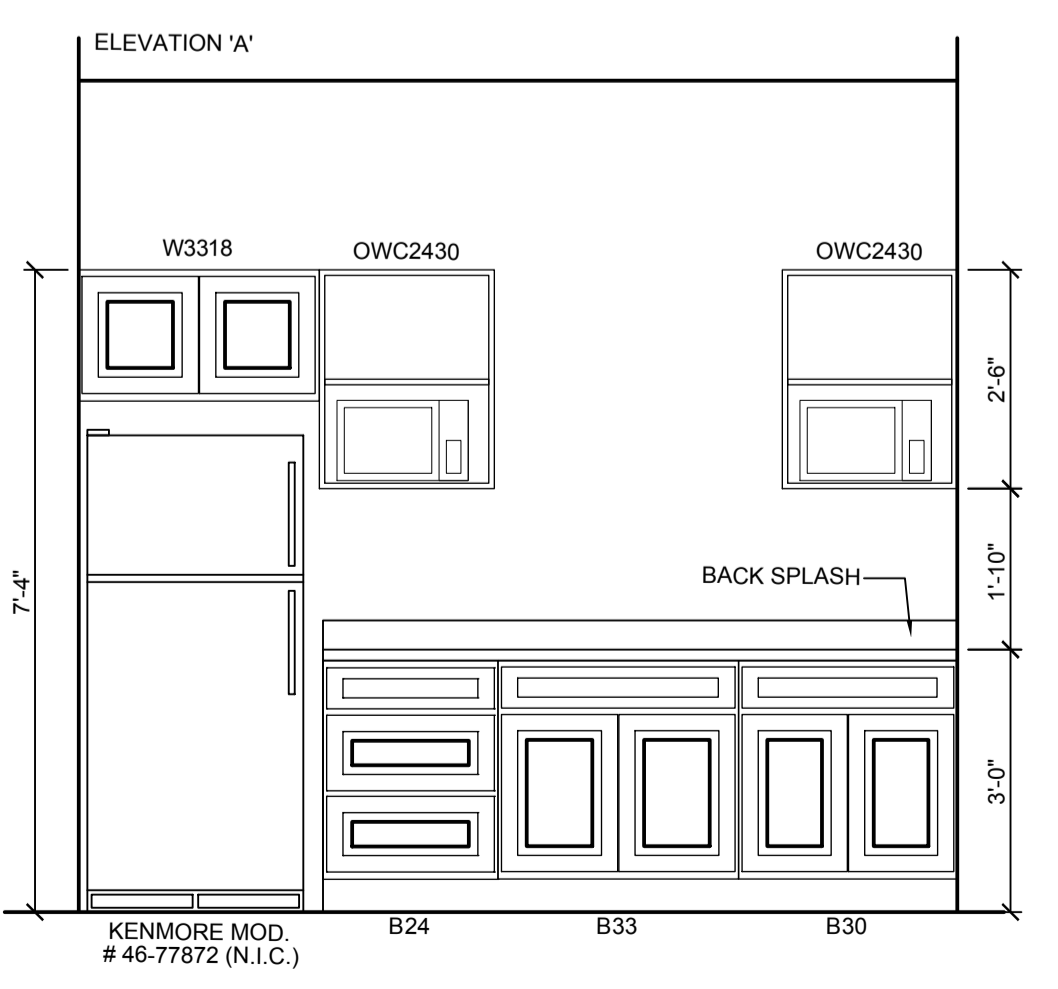 ELEVATION 'A'
W3318
OWC2430
OWC2430
2'-6"
7'-4"
1'-10"
BACK SPLASH
3'-0"
KENMORE MOD.
# 46-77872 (N.I.C.)
B24
B33
B30